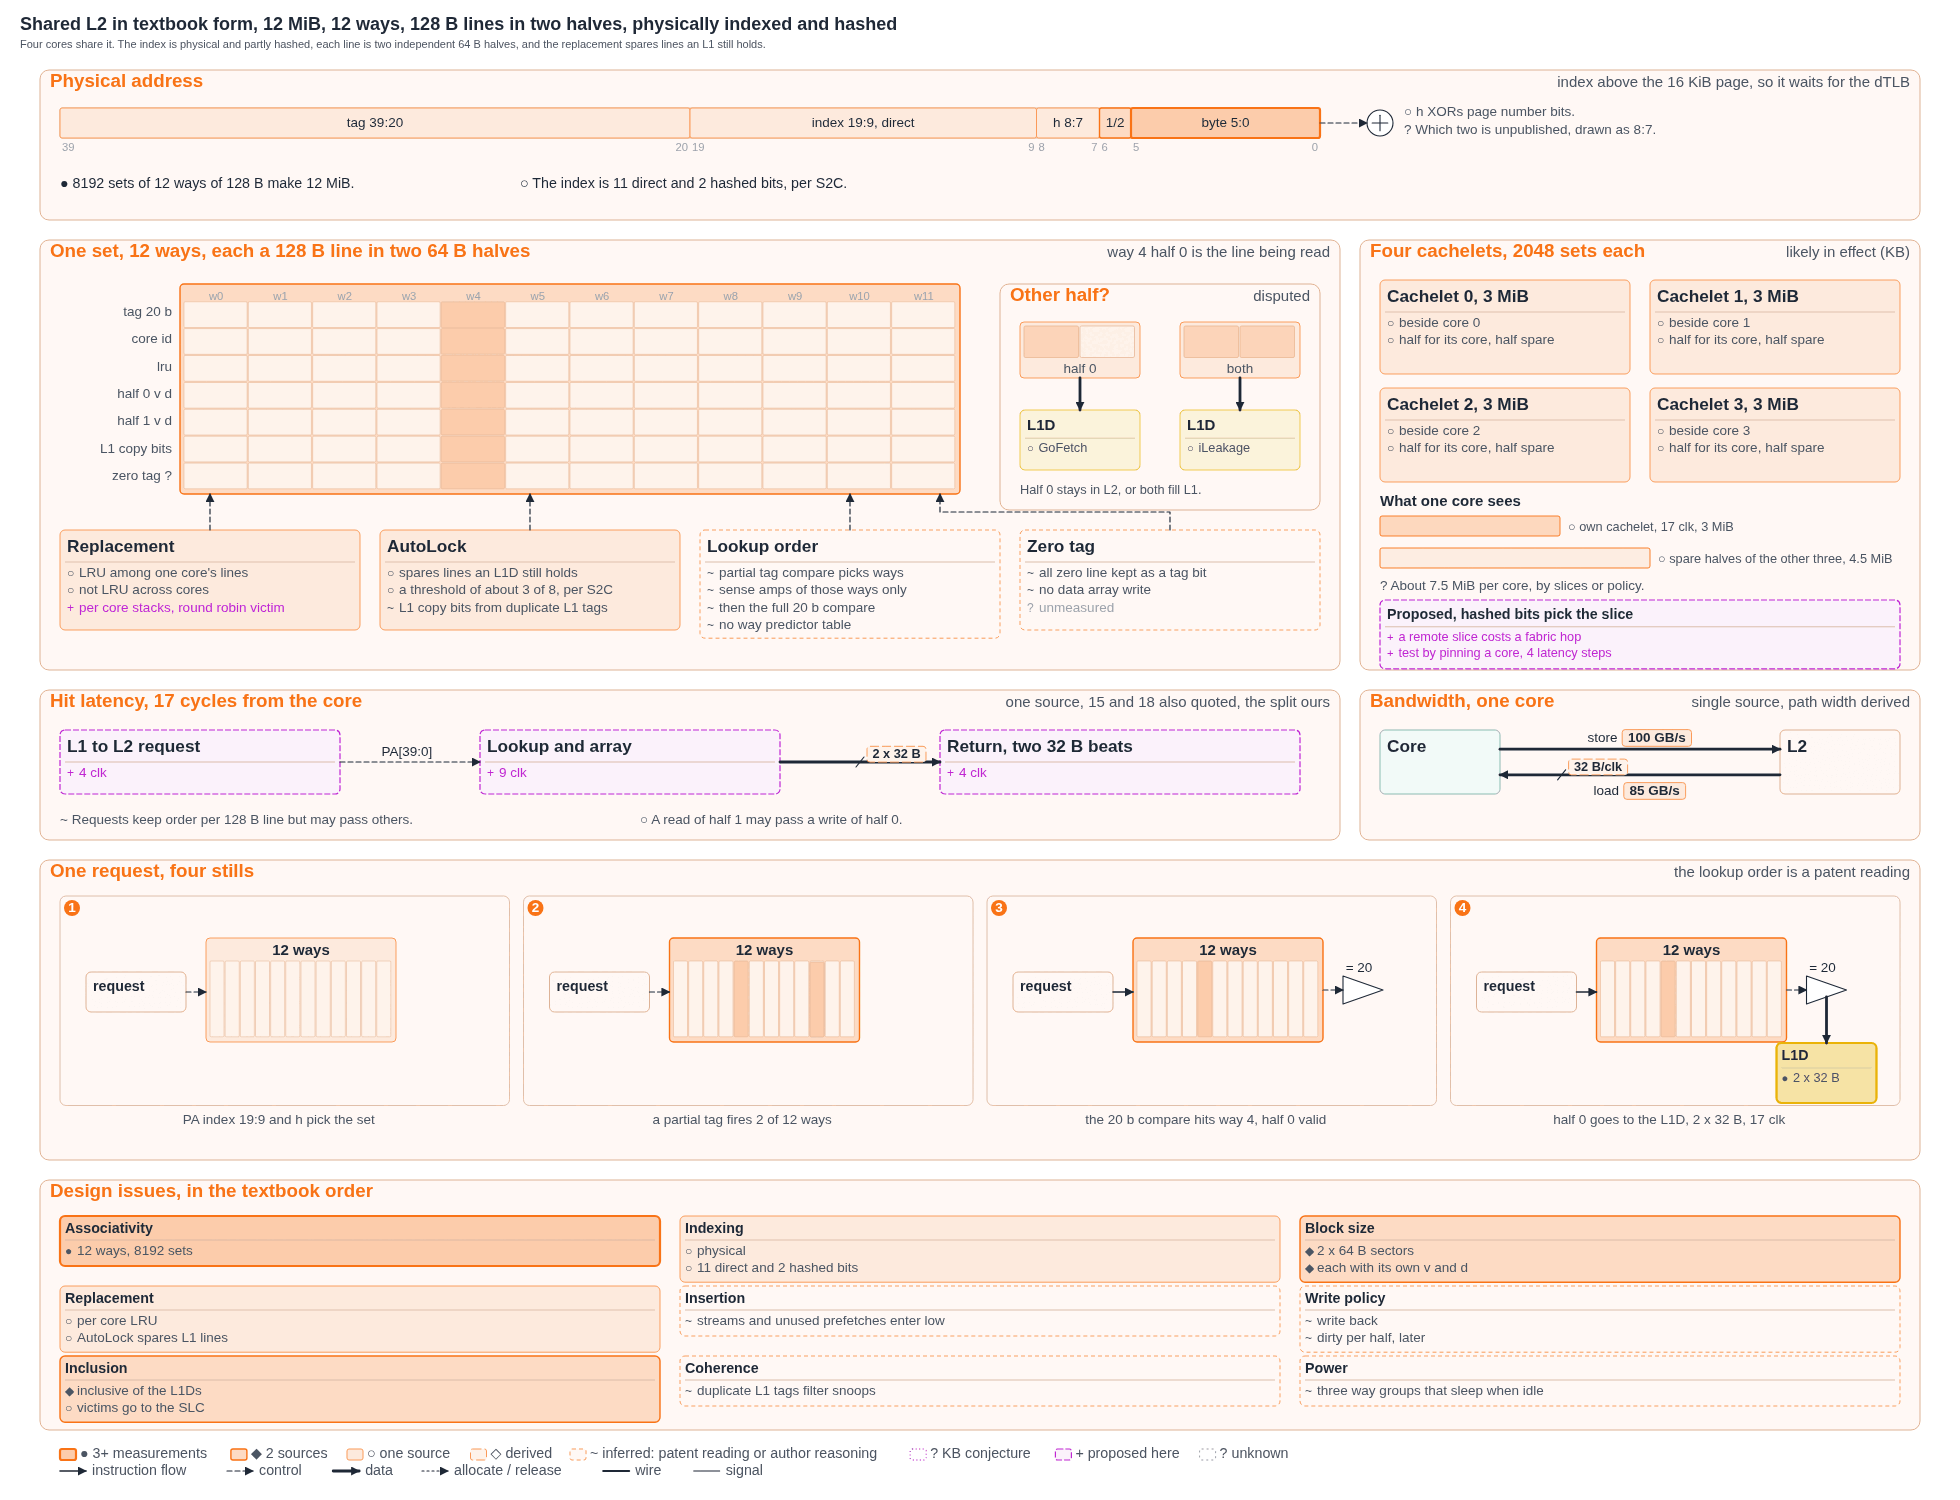 Shared L2 in textbook form, 12 MiB, 12 ways, 128 B lines in two halves, physically indexed and hashed
Four cores share it. The index is physical and partly hashed, each line is two independent 64 B halves, and the replacement spares lines an L1 still holds.
Physical address
index above the 16 KiB page, so it waits for the dTLB
tag 39:20
index 19:9, direct
h 8:7
1/2
byte 5:0
39
20 19
9 8
7 6
5
0
○ h XORs page number bits.
? Which two is unpublished, drawn as 8:7.
● 8192 sets of 12 ways of 128 B make 12 MiB.
○ The index is 11 direct and 2 hashed bits, per S2C.
One set, 12 ways, each a 128 B line in two 64 B halves
way 4 half 0 is the line being read
w0 w1 w2 w3 w4 w5 w6 w7 w8 w9 w10 w11
tag 20 b
core id
lru
half 0 v d
half 1 v d
L1 copy bits
zero tag ?
Other half?
disputed
half 0
both
L1D
○ GoFetch
L1D
○ iLeakage
Half 0 stays in L2, or both fill L1.
Replacement
○ LRU among one core's lines
○ not LRU across cores
+ per core stacks, round robin victim
AutoLock
○ spares lines an L1D still holds
○ a threshold of about 3 of 8, per S2C
~ L1 copy bits from duplicate L1 tags
Lookup order
~ partial tag compare picks ways
~ sense amps of those ways only
~ then the full 20 b compare
~ no way predictor table
Zero tag
~ all zero line kept as a tag bit
~ no data array write
? unmeasured
Four cachelets, 2048 sets each
likely in effect (KB)
Cachelet 0, 3 MiB
○ beside core 0
○ half for its core, half spare
Cachelet 1, 3 MiB
○ beside core 1
○ half for its core, half spare
Cachelet 2, 3 MiB
○ beside core 2
○ half for its core, half spare
Cachelet 3, 3 MiB
○ beside core 3
○ half for its core, half spare
What one core sees
○ own cachelet, 17 clk, 3 MiB
○ spare halves of the other three, 4.5 MiB
? About 7.5 MiB per core, by slices or policy.
Proposed, hashed bits pick the slice
+ a remote slice costs a fabric hop
+ test by pinning a core, 4 latency steps
Hit latency, 17 cycles from the core
one source, 15 and 18 also quoted, the split ours
L1 to L2 request
+ 4 clk
PA[39:0]
Lookup and array
+ 9 clk
2 x 32 B
Return, two 32 B beats
+ 4 clk
~ Requests keep order per 128 B line but may pass others.
○ A read of half 1 may pass a write of half 0.
Bandwidth, one core
single source, path width derived
Core
store 100 GB/s
32 B/clk
load 85 GB/s
L2
One request, four stills
the lookup order is a patent reading
1
request
12 ways
PA index 19:9 and h pick the set
2
request
12 ways
a partial tag fires 2 of 12 ways
3
request
12 ways
= 20
the 20 b compare hits way 4, half 0 valid
4
request
12 ways
= 20
L1D
● 2 x 32 B
half 0 goes to the L1D, 2 x 32 B, 17 clk
Design issues, in the textbook order
Associativity
● 12 ways, 8192 sets
Indexing
○ physical
○ 11 direct and 2 hashed bits
Block size
◆ 2 x 64 B sectors
◆ each with its own v and d
Replacement
○ per core LRU
○ AutoLock spares L1 lines
Insertion
~ streams and unused prefetches enter low
Write policy
~ write back
~ dirty per half, later
Inclusion
◆ inclusive of the L1Ds
○ victims go to the SLC
Coherence
~ duplicate L1 tags filter snoops
Power
~ three way groups that sleep when idle
● 3+ measurements ◆ 2 sources ○ one source ◇ derived ~ inferred: patent reading or author reasoning ? KB conjecture + proposed here ? unknown
instruction flow control data allocate / release wire signal